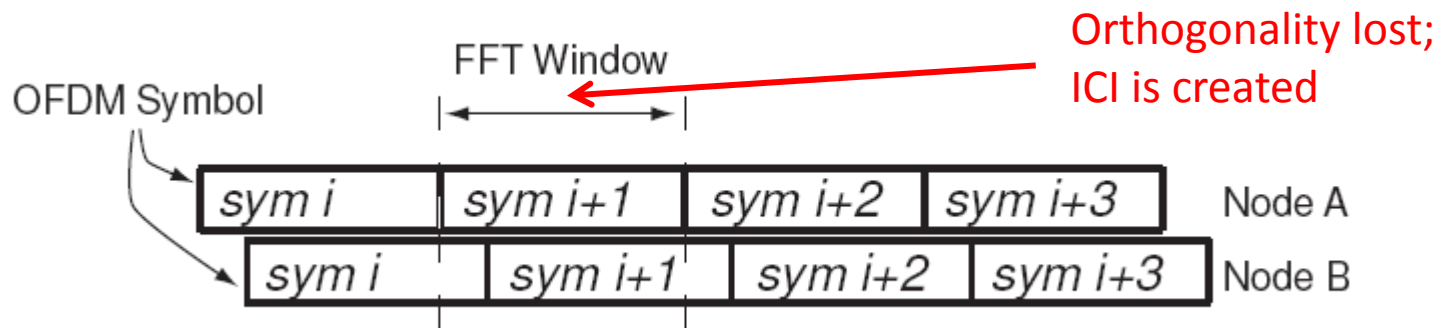 Orthogonality lost;
ICI is created
FFT Window
OFDM Symbol
sym i sym i+1 sym i+2 sym i+3 Node A
sym i sym i+1 sym i+2 sym i+3 Node B